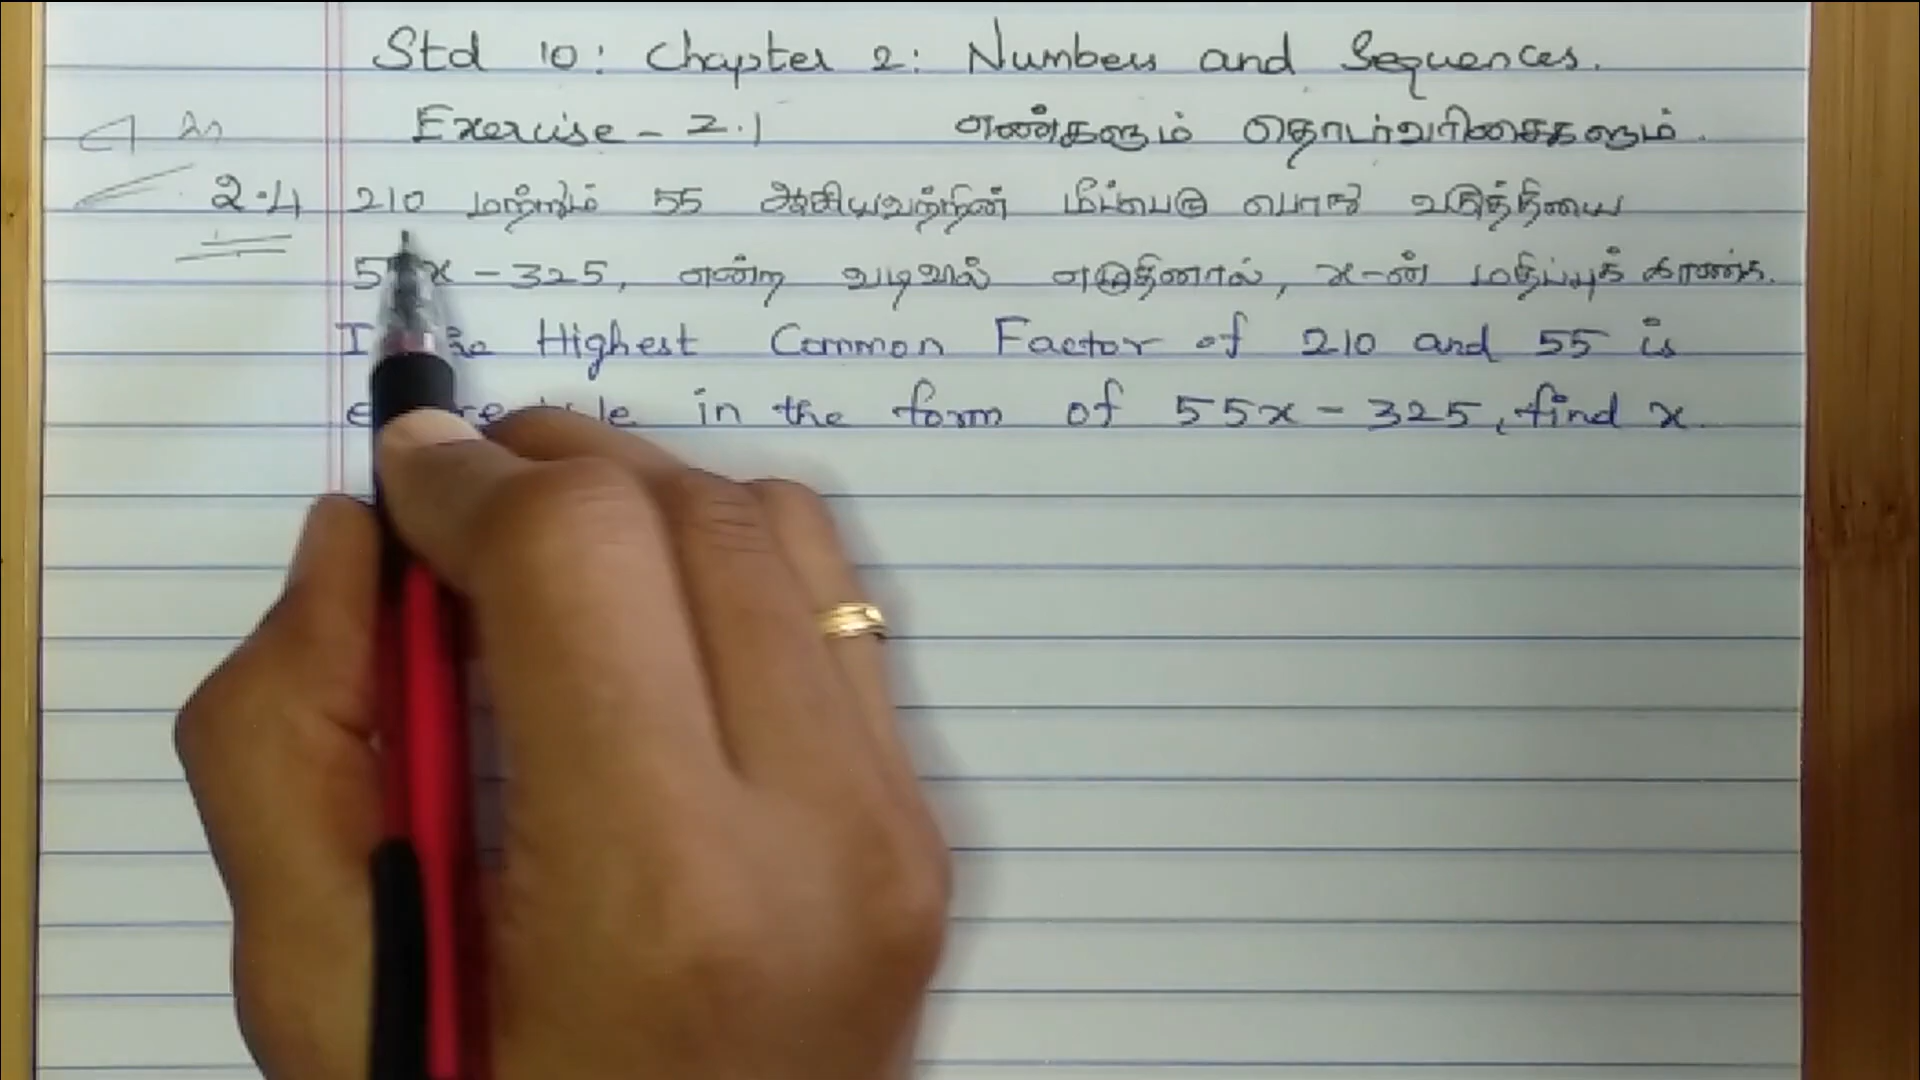 Std 10: Chapter 2: Numbers and Sequences.
Exercise - 2.1 எண்களும் தொடர்வரிசைகளும்.
2.4 210 மற்றும் 55 ஆகியவற்றின் மீப்பெரு பொது வகுத்தியை
55x - 325, என்ற வடிவில் எழுதினால், x-ன் மதிப்புக் காண்க.
Highest Common Factor of 210 and 55 is
in the form of 55x - 325, find x.